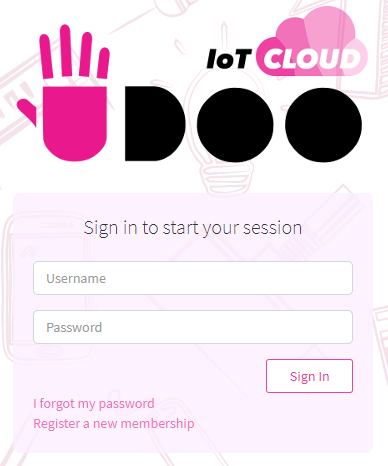 IoT CLOUD
UDOO
Sign in to start your session
Username
Password
Sign In
I forgot my password
Register a new membership